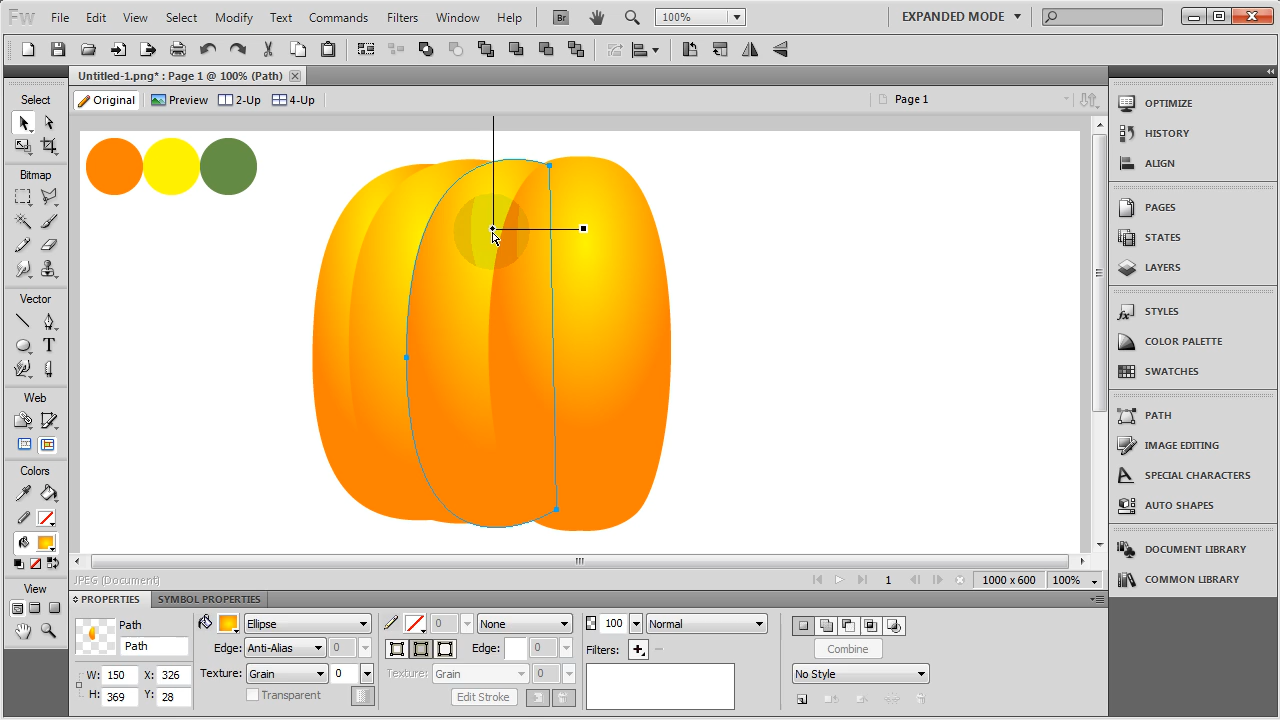 Fw File Edit View Select Modify Text Commands Filters Window Help Br 100% EXPANDED MODE
Untitled-1.png* : Page 1 @ 100% (Path)
Original Preview 2-Up 4-Up Page 1
Select
Bitmap
Vector
T
Web
Colors
View
OPTIMIZE
HISTORY
ALIGN
PAGES
STATES
LAYERS
STYLES
COLOR PALETTE
SWATCHES
PATH
IMAGE EDITING
SPECIAL CHARACTERS
AUTO SHAPES
DOCUMENT LIBRARY
COMMON LIBRARY
JPEG (Document) 1 1000 x 600 100%
PROPERTIES SYMBOL PROPERTIES
Path Ellipse 0 None 100 Normal
Path Edge: Anti-Alias 0 Edge: 0 Filters: Combine
W: 150 X: 326 Texture: Grain 0 Texture: Grain 0 No Style
H: 369 Y: 28 Transparent Edit Stroke